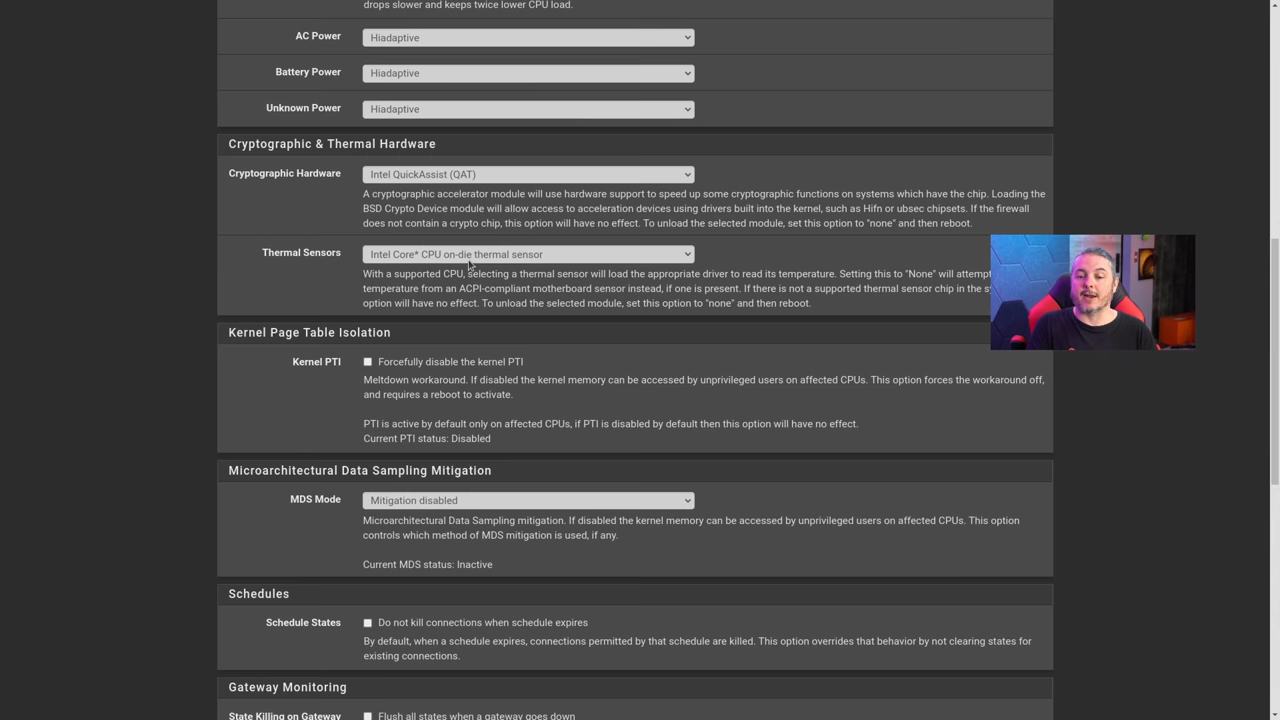 drops slower and keeps twice lower CPU load.
AC Power
Hiadaptive
Battery Power
Hiadaptive
Unknown Power
Hiadaptive
Cryptographic & Thermal Hardware
Cryptographic Hardware
Intel QuickAssist (QAT)
A cryptographic accelerator module will use hardware support to speed up some cryptographic functions on systems which have the chip. Loading the
BSD Crypto Device module will allow access to acceleration devices using drivers built into the kernel, such as Hifn or ubsec chipsets. If the firewall
does not contain a crypto chip, this option will have no effect. To unload the selected module, set this option to "none" and then reboot.
Thermal Sensors
Intel Core* CPU on-die thermal sensor
With a supported CPU, selecting a thermal sensor will load the appropriate driver to read its temperature. Setting this to "None" will attempt
temperature from an ACPI-compliant motherboard sensor instead, if one is present. If there is not a supported thermal sensor chip in the
option will have no effect. To unload the selected module, set this option to "none" and then reboot.
Kernel Page Table Isolation
Kernel PTI
Forcefully disable the kernel PTI
Meltdown workaround. If disabled the kernel memory can be accessed by unprivileged users on affected CPUs. This option forces the workaround off,
and requires a reboot to activate.
PTI is active by default only on affected CPUs, if PTI is disabled by default then this option will have no effect.
Current PTI status: Disabled
Microarchitectural Data Sampling Mitigation
MDS Mode
Mitigation disabled
Microarchitectural Data Sampling mitigation. If disabled the kernel memory can be accessed by unprivileged users on affected CPUs. This option
controls which method of MDS mitigation is used, if any.
Current MDS status: Inactive
Schedules
Schedule States
Do not kill connections when schedule expires
By default, when a schedule expires, connections permitted by that schedule are killed. This option overrides that behavior by not clearing states for
existing connections.
Gateway Monitoring
State Killing on Gateway
Flush all states when a gateway goes down